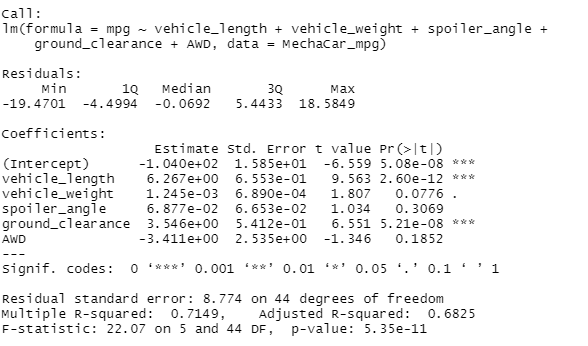 Call:
lm(formula = mpg ~ vehicle_length + vehicle_weight + spoiler_angle +
    ground_clearance + AWD, data = MechaCar_mpg)

Residuals:
     Min       1Q   Median       3Q      Max
-19.4701  -4.4994  -0.0692   5.4433  18.5849

Coefficients:
                   Estimate Std. Error t value Pr(>|t|)
(Intercept)      -1.040e+02  1.585e+01  -6.559 5.08e-08 ***
vehicle_length    6.267e+00  6.553e-01   9.563 2.60e-12 ***
vehicle_weight    1.245e-03  6.890e-04   1.807   0.0776 .
spoiler_angle     6.877e-02  6.653e-02   1.034   0.3069
ground_clearance  3.546e+00  5.412e-01   6.551 5.21e-08 ***
AWD              -3.411e+00  2.535e+00  -1.346   0.1852
---
Signif. codes:  0 ‘***’ 0.001 ‘**’ 0.01 ‘*’ 0.05 ‘.’ 0.1 ‘ ’ 1

Residual standard error: 8.774 on 44 degrees of freedom
Multiple R-squared:  0.7149,    Adjusted R-squared:  0.6825
F-statistic: 22.07 on 5 and 44 DF,  p-value: 5.35e-11